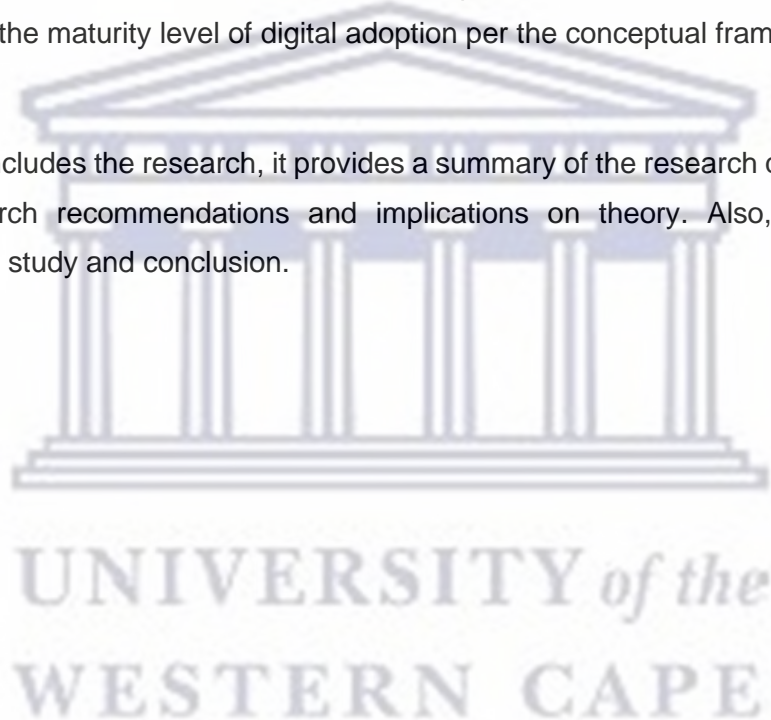 the maturity level of digital adoption per the conceptual fram
cludes the research, it provides a summary of the research
rch recommendations and implications on theory. Also,
study and conclusion.
UNIVERSITY of the
WESTERN CAPE